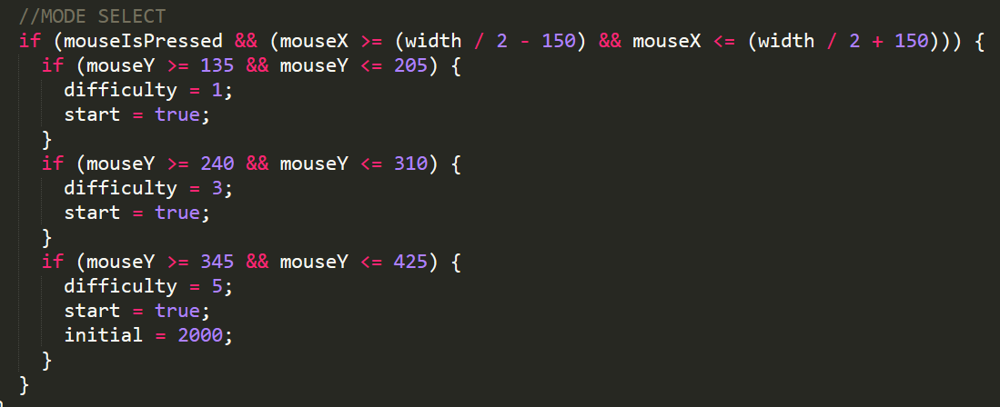 //MODE SELECT
if (mouseIsPressed && (mouseX >= (width / 2 - 150) && mouseX <= (width / 2 + 150))) {
  if (mouseY >= 135 && mouseY <= 205) {
    difficulty = 1;
    start = true;
  }
  if (mouseY >= 240 && mouseY <= 310) {
    difficulty = 3;
    start = true;
  }
  if (mouseY >= 345 && mouseY <= 425) {
    difficulty = 5;
    start = true;
    initial = 2000;
  }
}